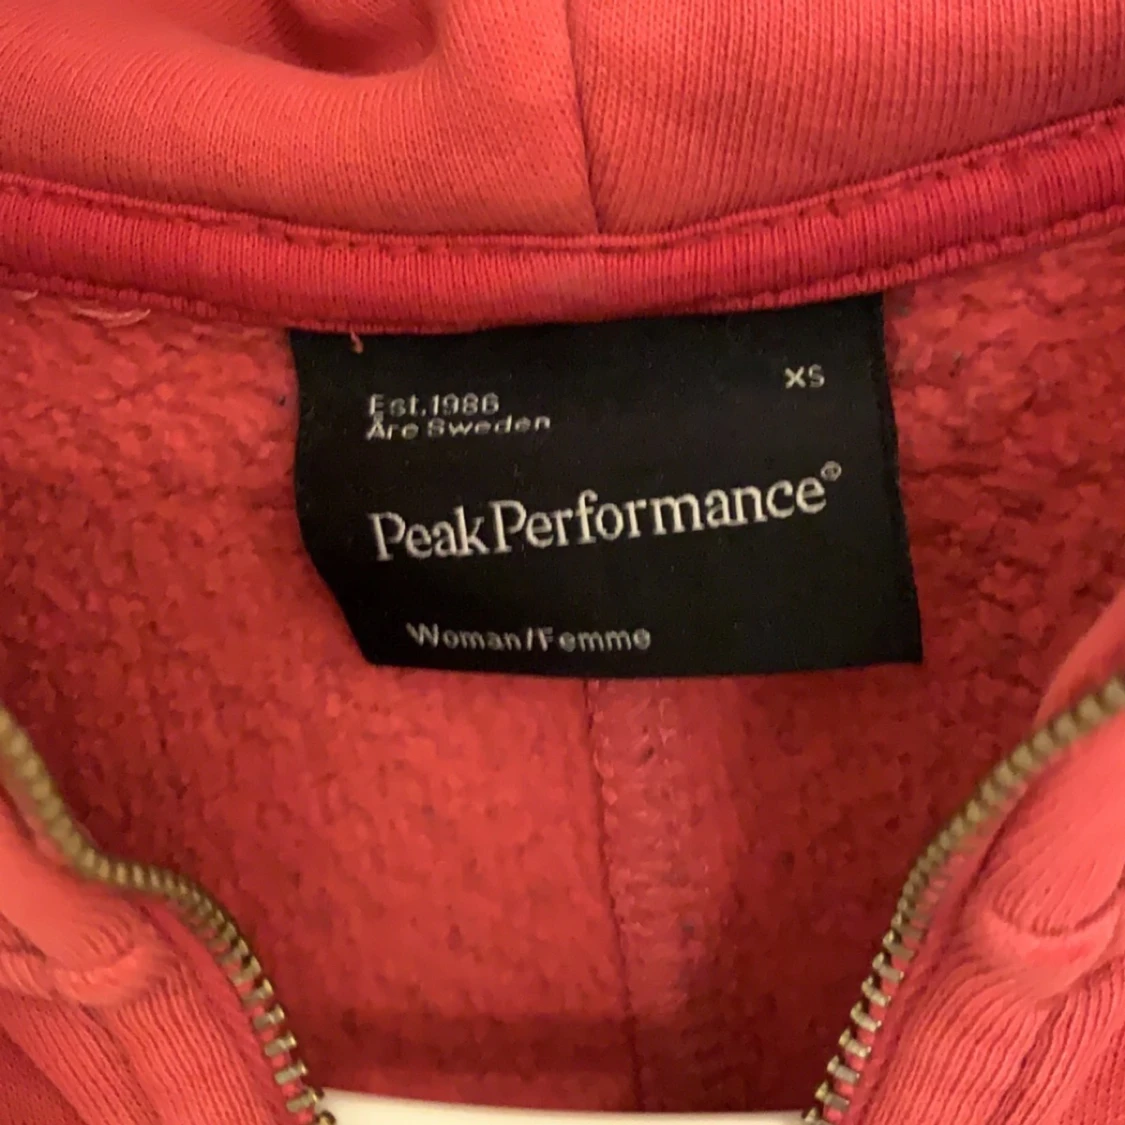 Est.1986
XS
Åre Sweden
PeakPerformance®
Woman/Femme